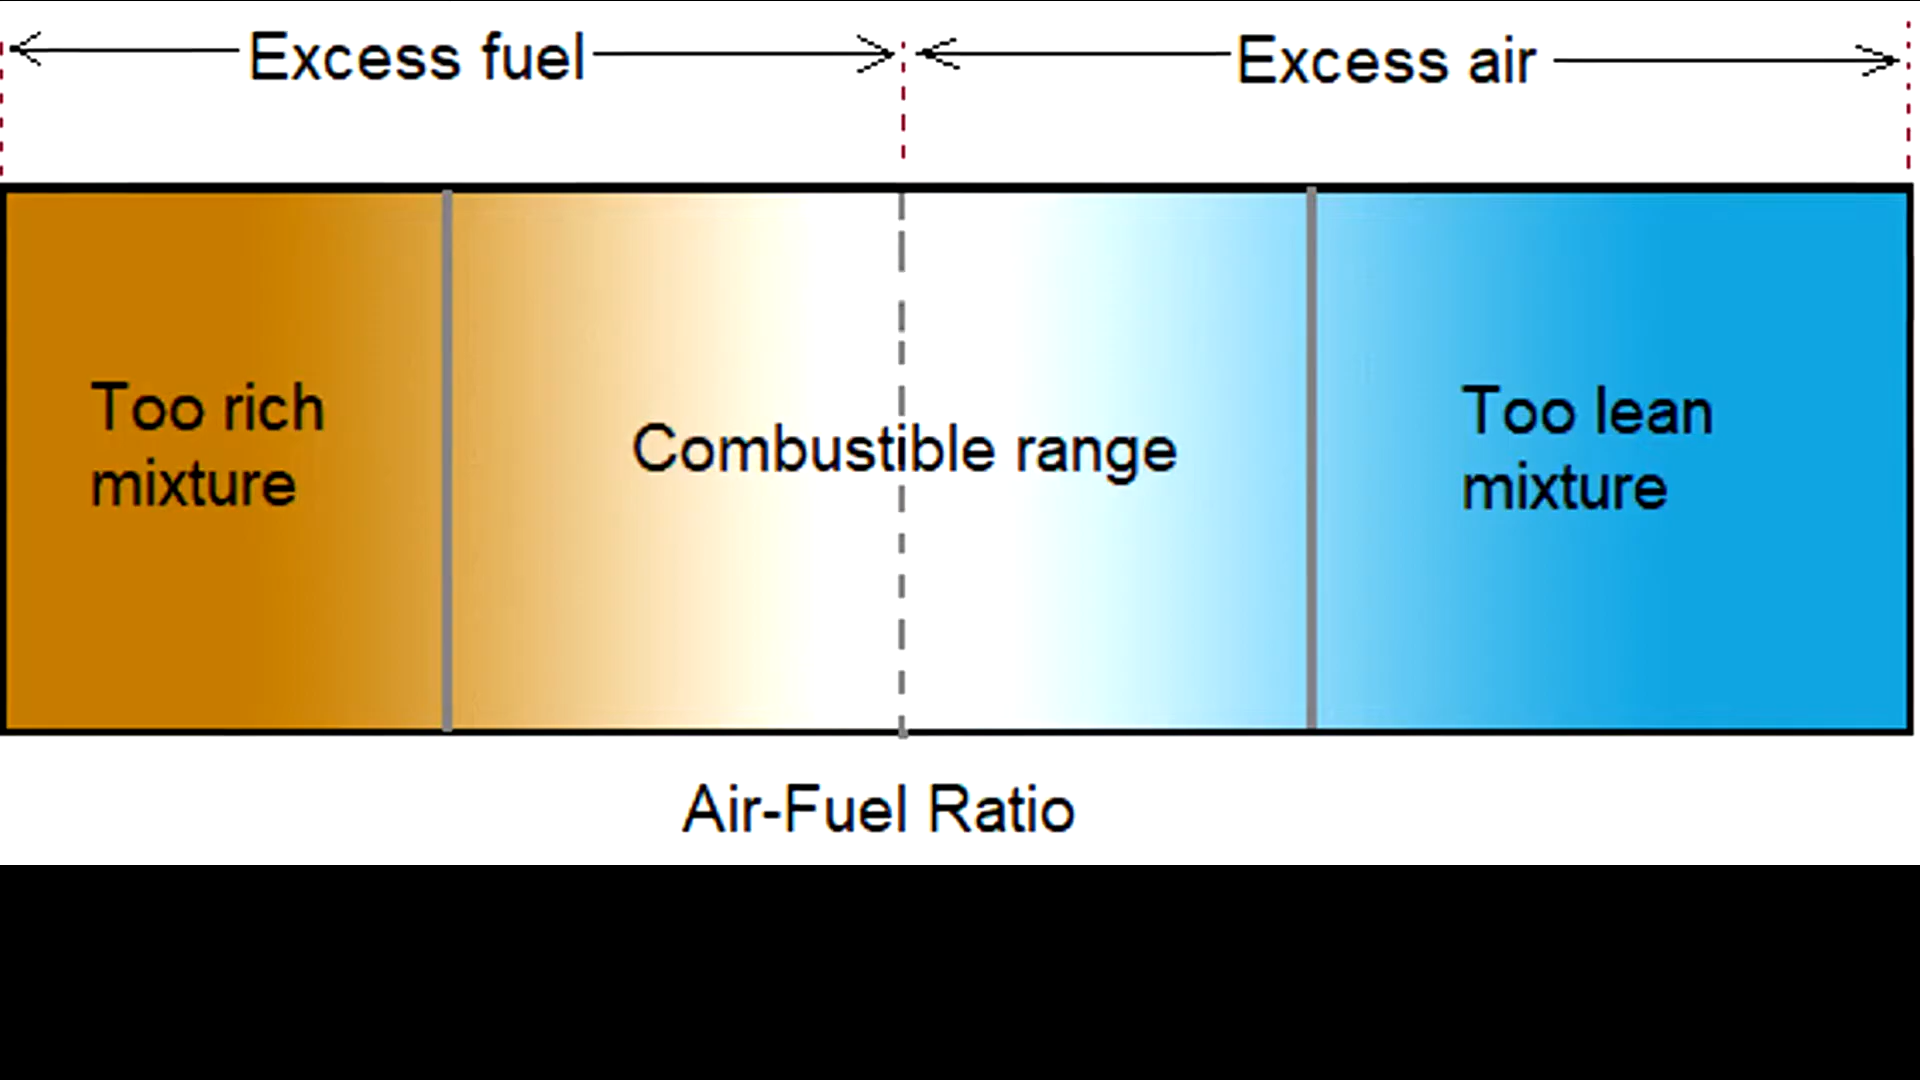 Excess fuel
Excess air
Too rich
mixture
Combustible range
Too lean
mixture
Air-Fuel Ratio